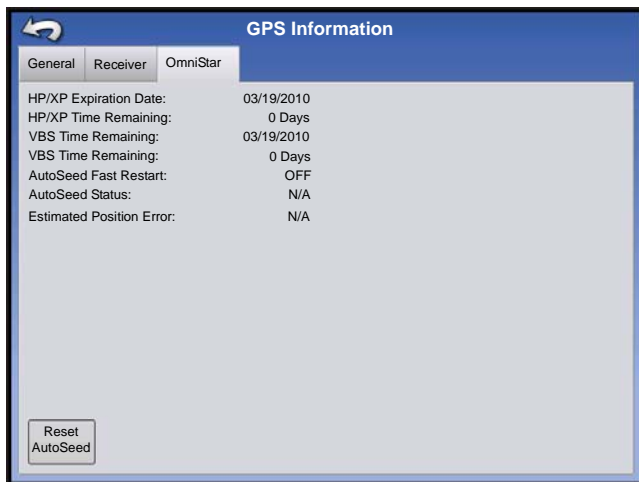 GPS Information
General Receiver OmniStar
HP/XP Expiration Date: 03/19/2010
HP/XP Time Remaining: 0 Days
VBS Time Remaining: 03/19/2010
VBS Time Remaining: 0 Days
AutoSeed Fast Restart: OFF
AutoSeed Status: N/A
Estimated Position Error: N/A
Reset
AutoSeed